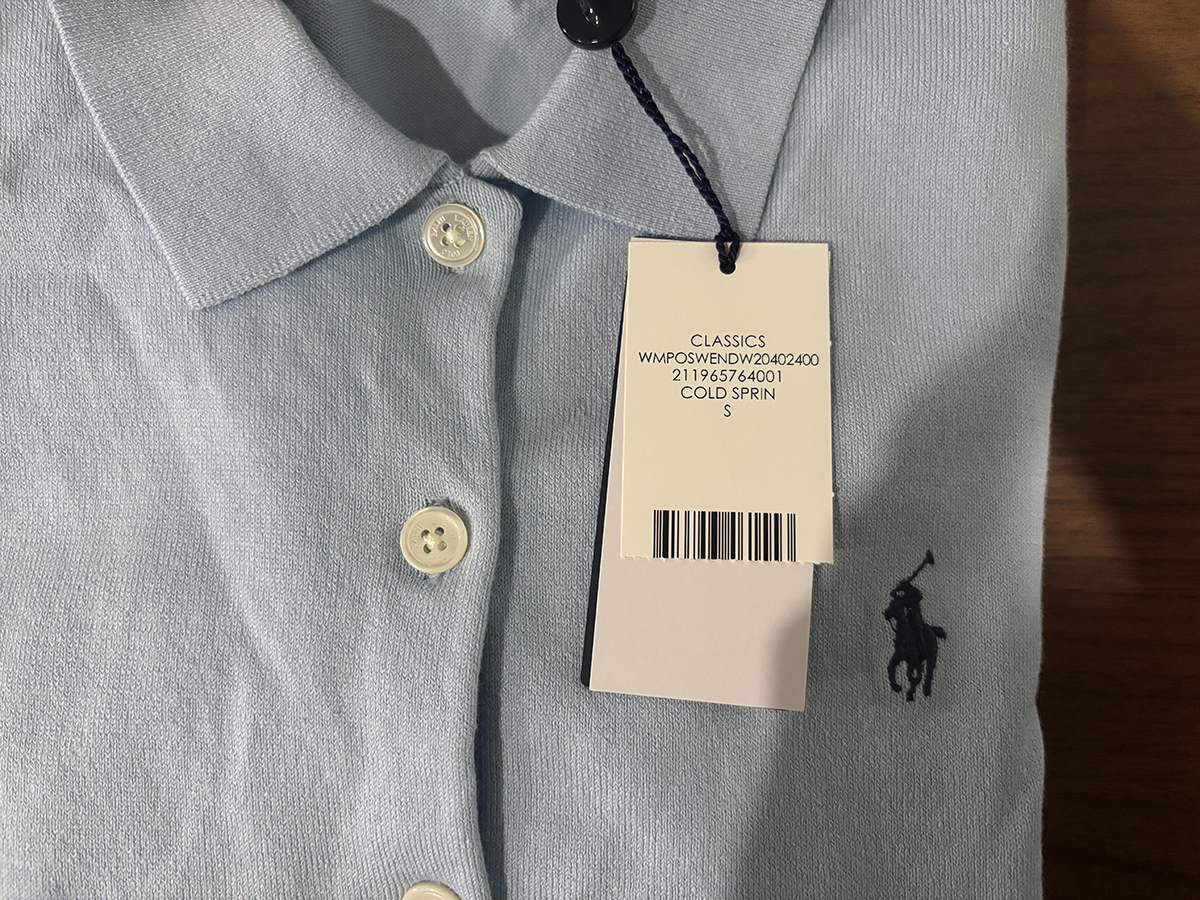 CLASSICS
WMPOSWENDW20402400
211965764001
COLD SPRIN
S